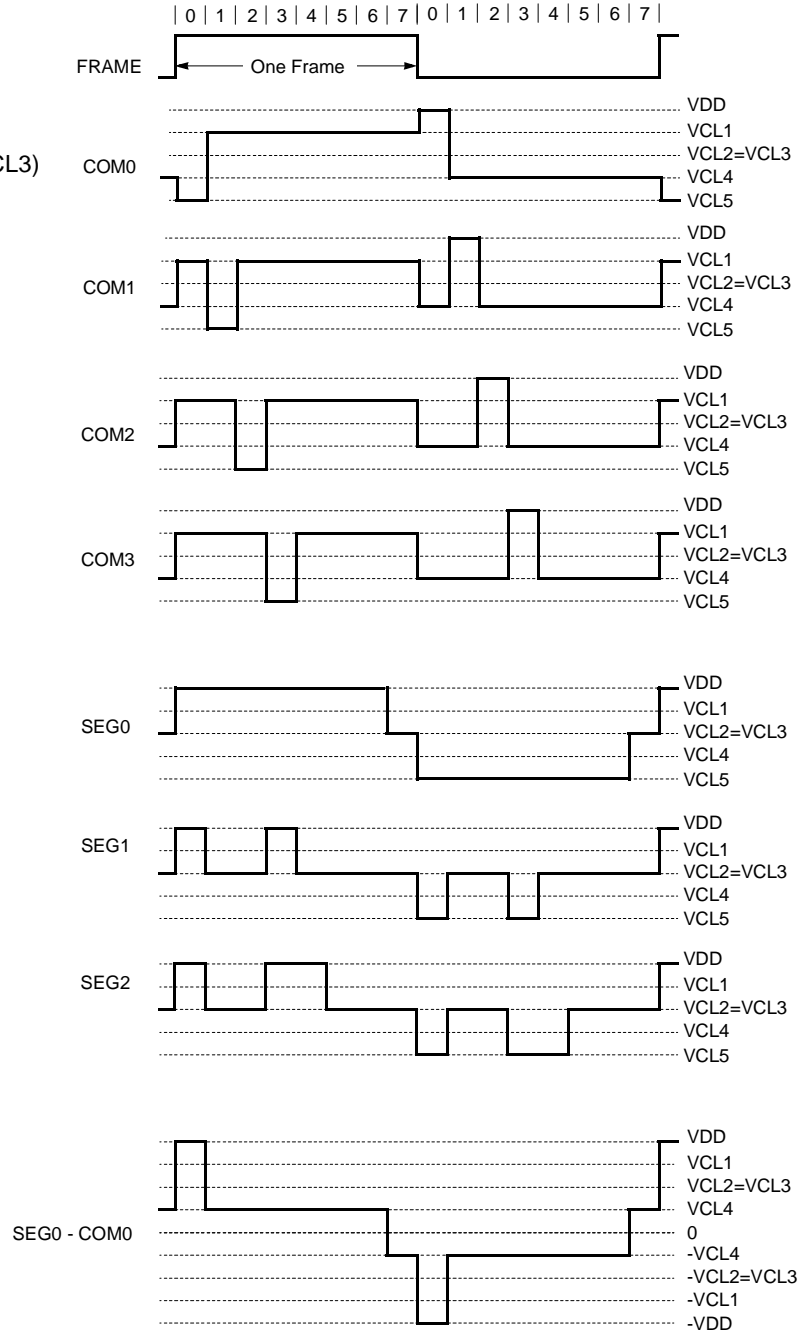 | 0 | 1 | 2 | 3 | 4 | 5 | 6 | 7 | 0 | 1 | 2 | 3 | 4 | 5 | 6 | 7 |
FRAME
One Frame
CL3)
COM0
VDD
VCL1
VCL2=VCL3
VCL4
VCL5
COM1
VDD
VCL1
VCL2=VCL3
VCL4
VCL5
COM2
VDD
VCL1
VCL2=VCL3
VCL4
VCL5
COM3
VDD
VCL1
VCL2=VCL3
VCL4
VCL5
SEG0
VDD
VCL1
VCL2=VCL3
VCL4
VCL5
SEG1
VDD
VCL1
VCL2=VCL3
VCL4
VCL5
SEG2
VDD
VCL1
VCL2=VCL3
VCL4
VCL5
SEG0 - COM0
VDD
VCL1
VCL2=VCL3
VCL4
0
-VCL4
-VCL2=VCL3
-VCL1
-VDD